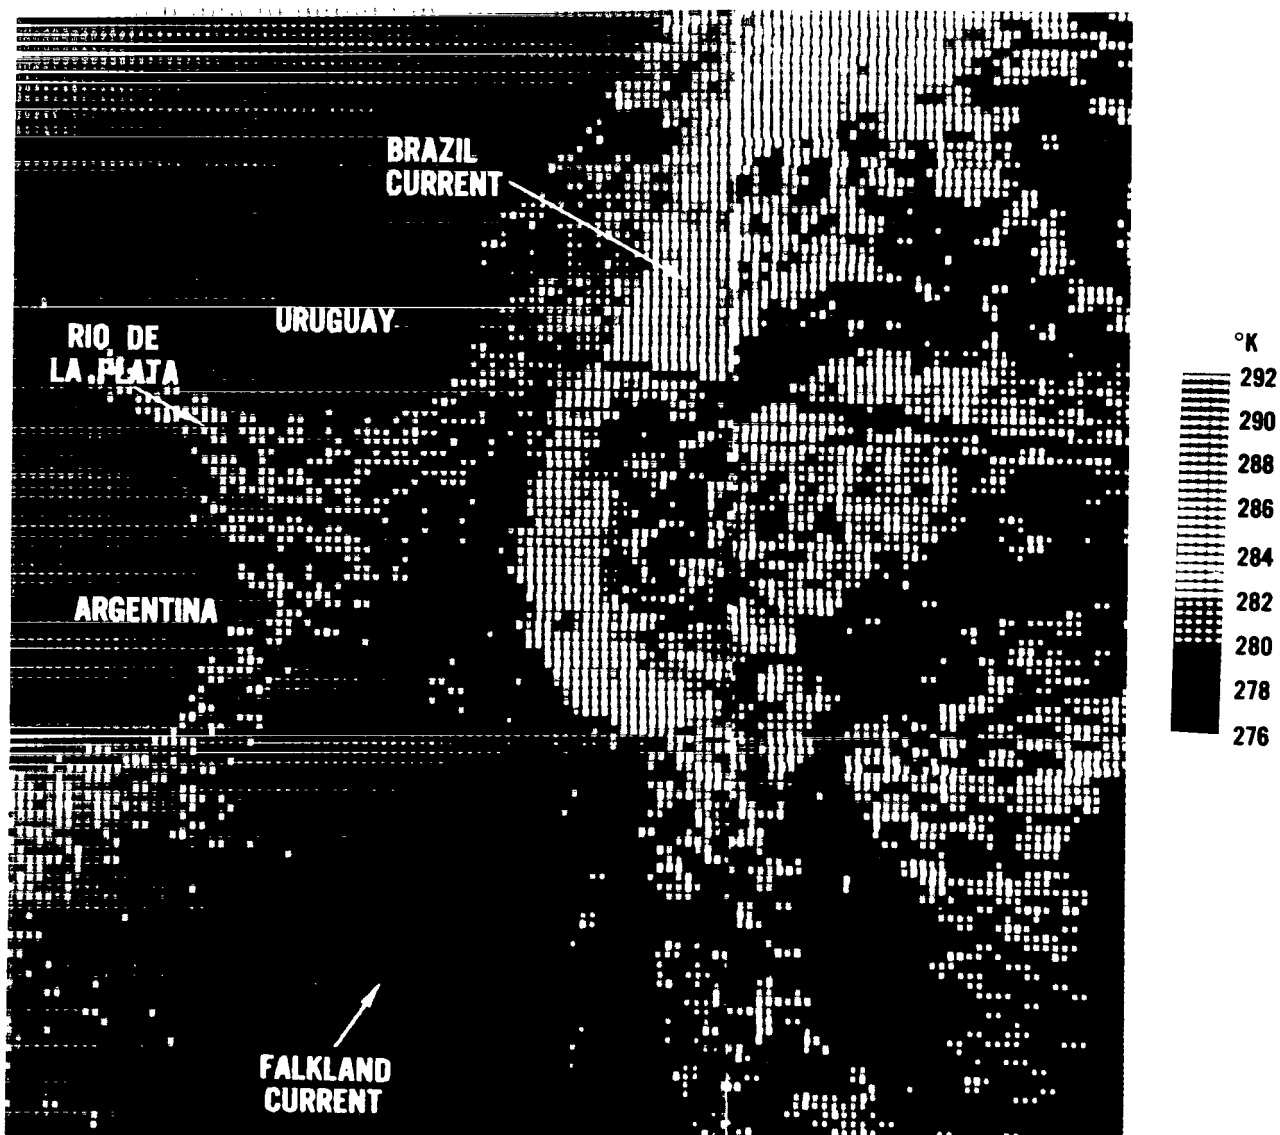 BRAZIL
CURRENT
URUGUAY
RIO DE
LA PLATA
ARGENTINA
FALKLAND
CURRENT
°K
292
290
288
286
284
282
280
278
276